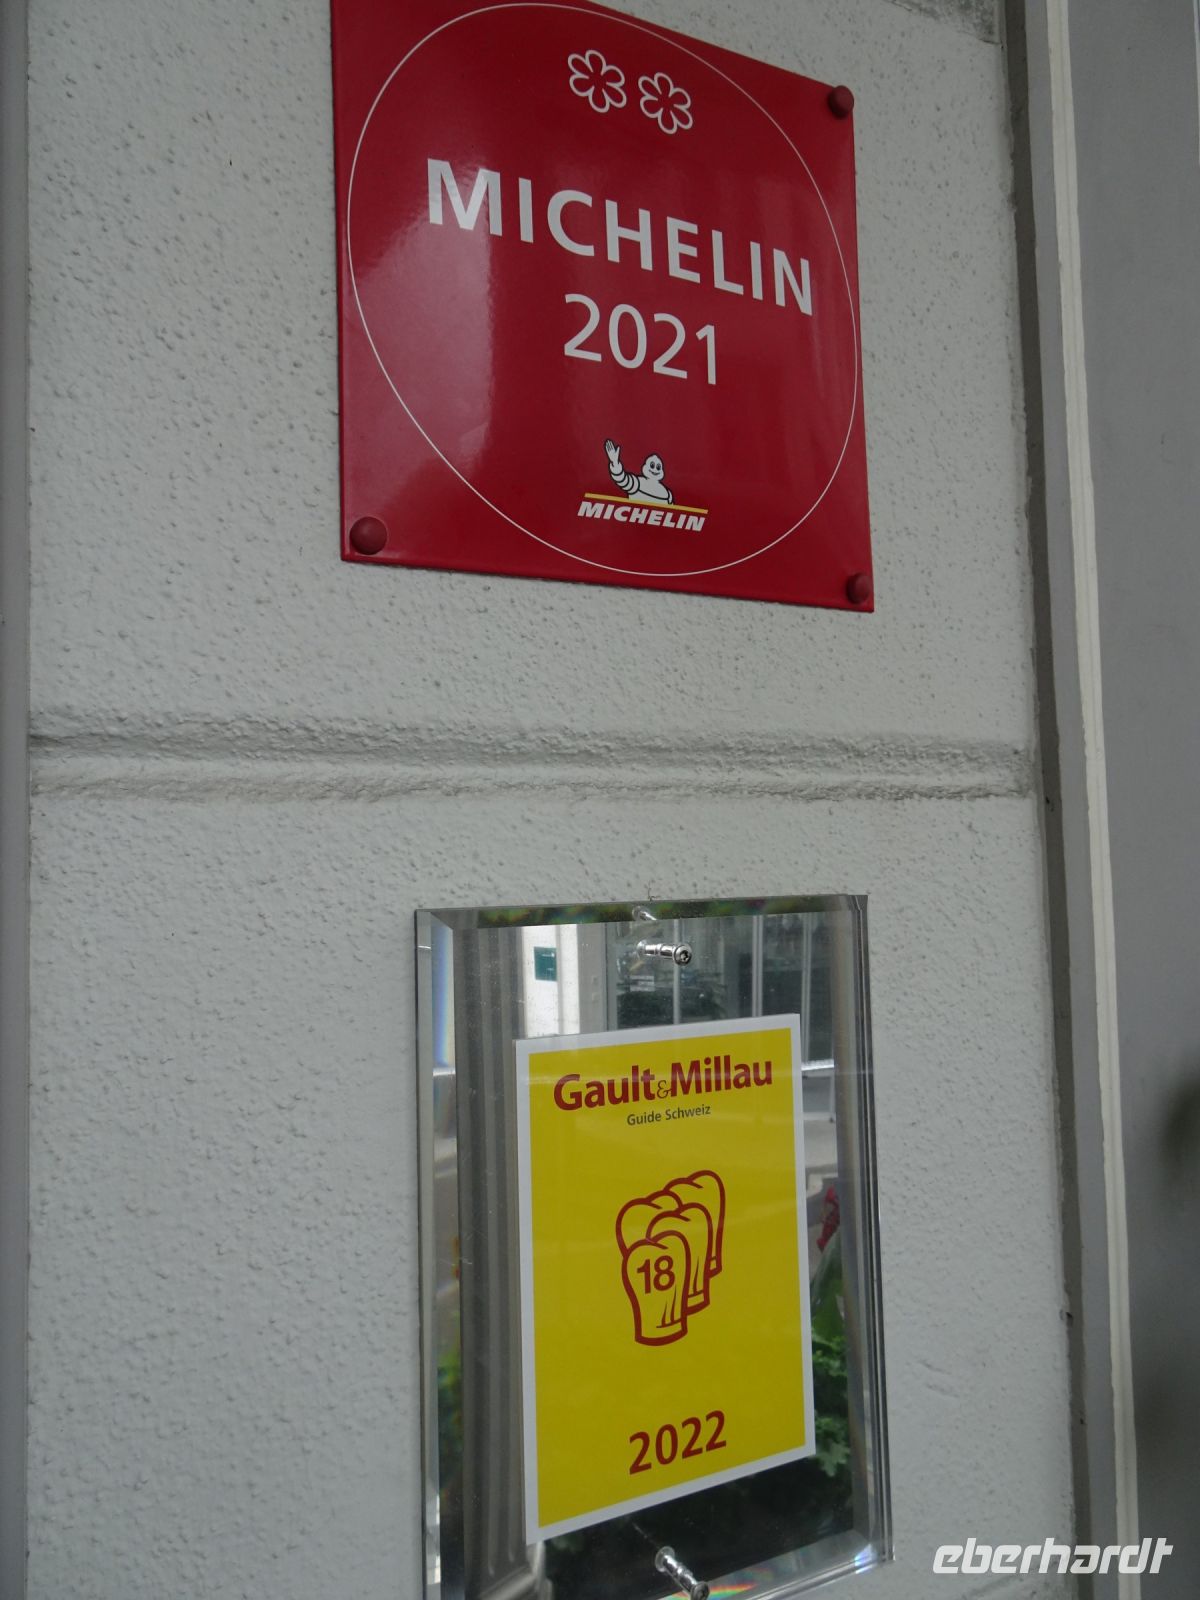 MICHELIN
2021
MICHELIN
Gault&Millau
Guide Schweiz
18
2022
eberhardt